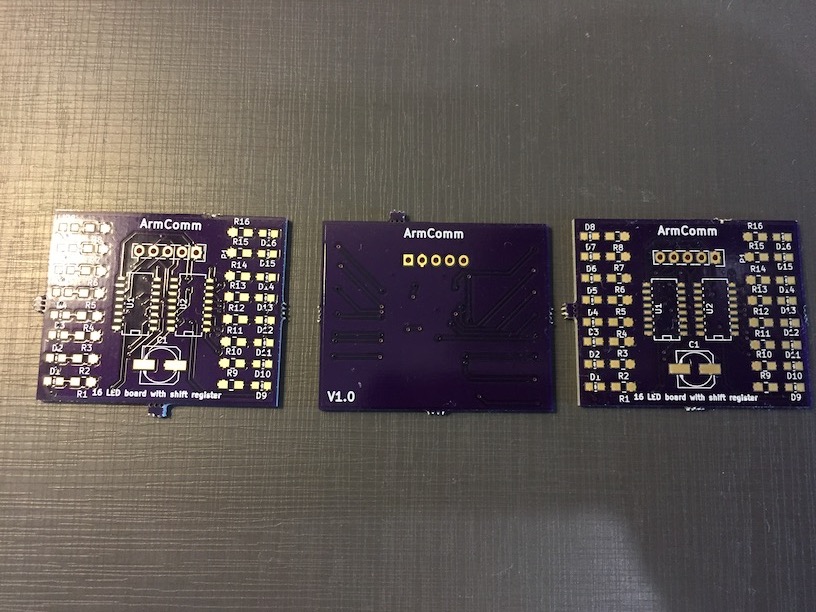 ArmComm
R16
R15
D16
D15
R14
D14
R13
D13
R12
D12
R11
D11
R10
D10
R9
D9
R5
R4
D2
R3
D1
R2
R1
U1
16 LED board with shift register
ArmComm
V1.0
ArmComm
D8
R8
D7
R7
D6
R6
D5
R5
D4
R4
D3
R3
D2
R2
D1
R1
U1
U2
C1
R16
D16
R15
D15
R14
D14
R13
D13
R12
D12
R11
D11
R10
D10
R9
D9
16 LED board with shift register